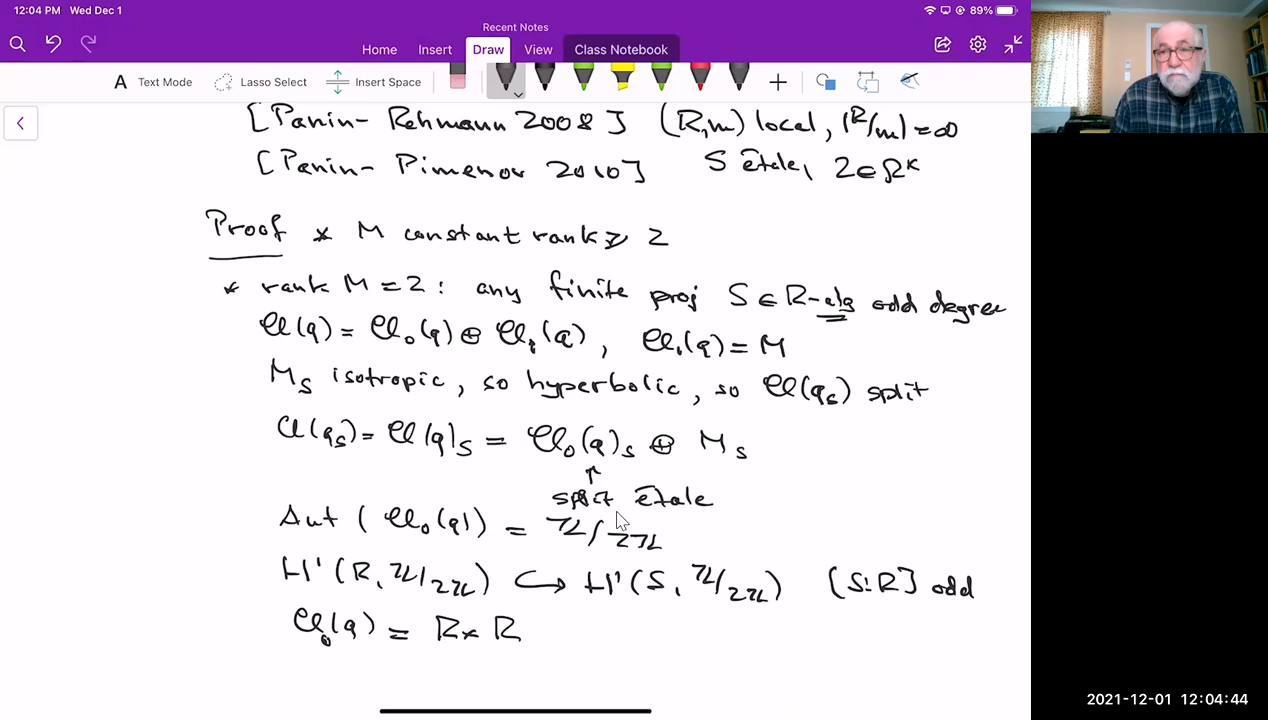 12:04 PM Wed Dec 1
89%
Recent Notes
Home Insert Draw View Class Notebook
Text Mode Lasso Select Insert Space
[Panin-Rehmann 2008] (R,m) local, |R/m|=∞
[Panin-Pimenov 2010] S étale, 2∈R^×
Proof * M constant rank ≥ 2
* rank M = 2: any finite proj S ∈ R-alg odd degree
Cl(q) = Cl₀(q) ⊕ Cl₁(q), Cl₁(q) = M
M_S isotropic, so hyperbolic, so Cl(q_S) split
Cl(q_S) = Cl(q)_S = Cl₀(q)_S ⊕ M_S
↑
split étale
Aut(Cl₀(q)) = ℤ/2ℤ
H¹(R, ℤ/2ℤ) ↪ H¹(S, ℤ/2ℤ) [S:R] odd
Cl₀(q) = R × R
2021-12-01 12:04:44